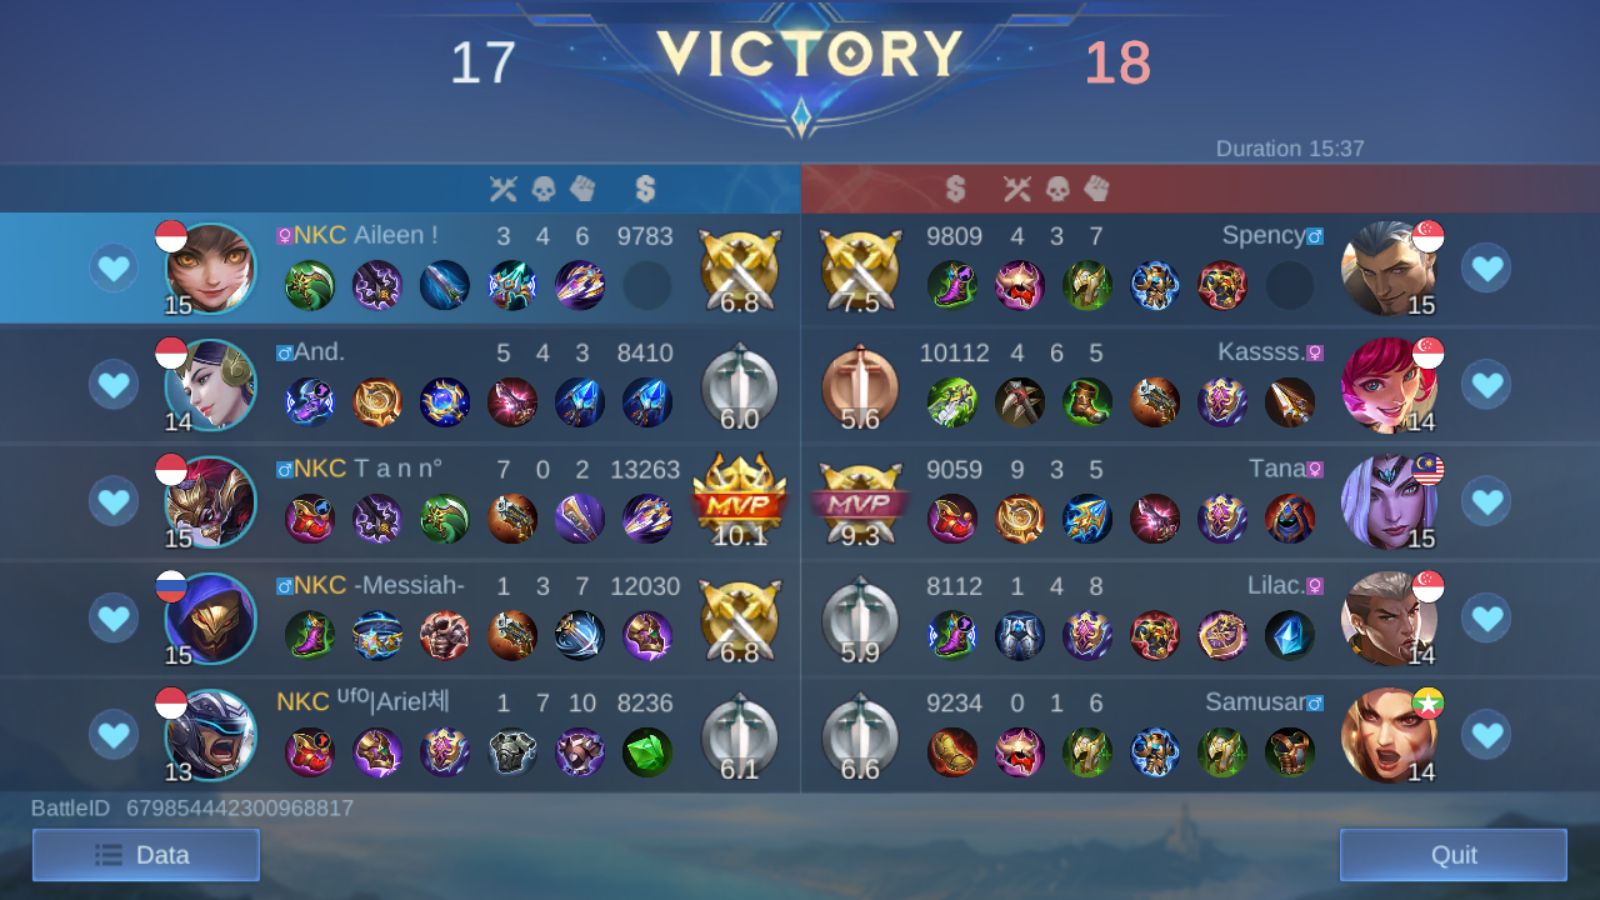 17 VICTORY 18
Duration 15:37
NKC Aileen ! 3 4 6 9783
15 6.8
9809 4 3 7 Spency
7.5 15
And. 5 4 3 8410
14 6.0
10112 4 6 5 Kassss.
5.6 14
NKC T a n n° 7 0 2 13263
MVP
15 10.1
9059 9 3 5 Tana
MVP
9.3 15
NKC -Messiah- 1 3 7 12030
15 6.8
8112 1 4 8 Lilac.
5.9 14
NKC ᵁᶠᴼ|Ariel체 1 7 10 8236
13 6.1
9234 0 1 6 Samusar
6.6 14
BattleID 679854442300968817
Data
Quit